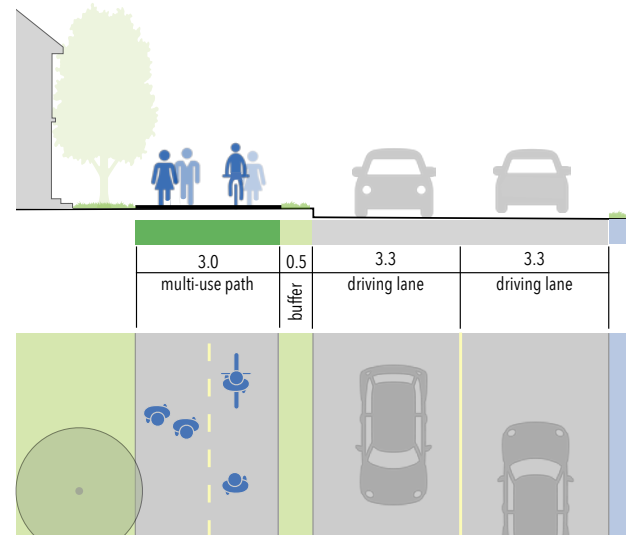 3.0
multi-use path
0.5
buffer
3.3
driving lane
3.3
driving lane